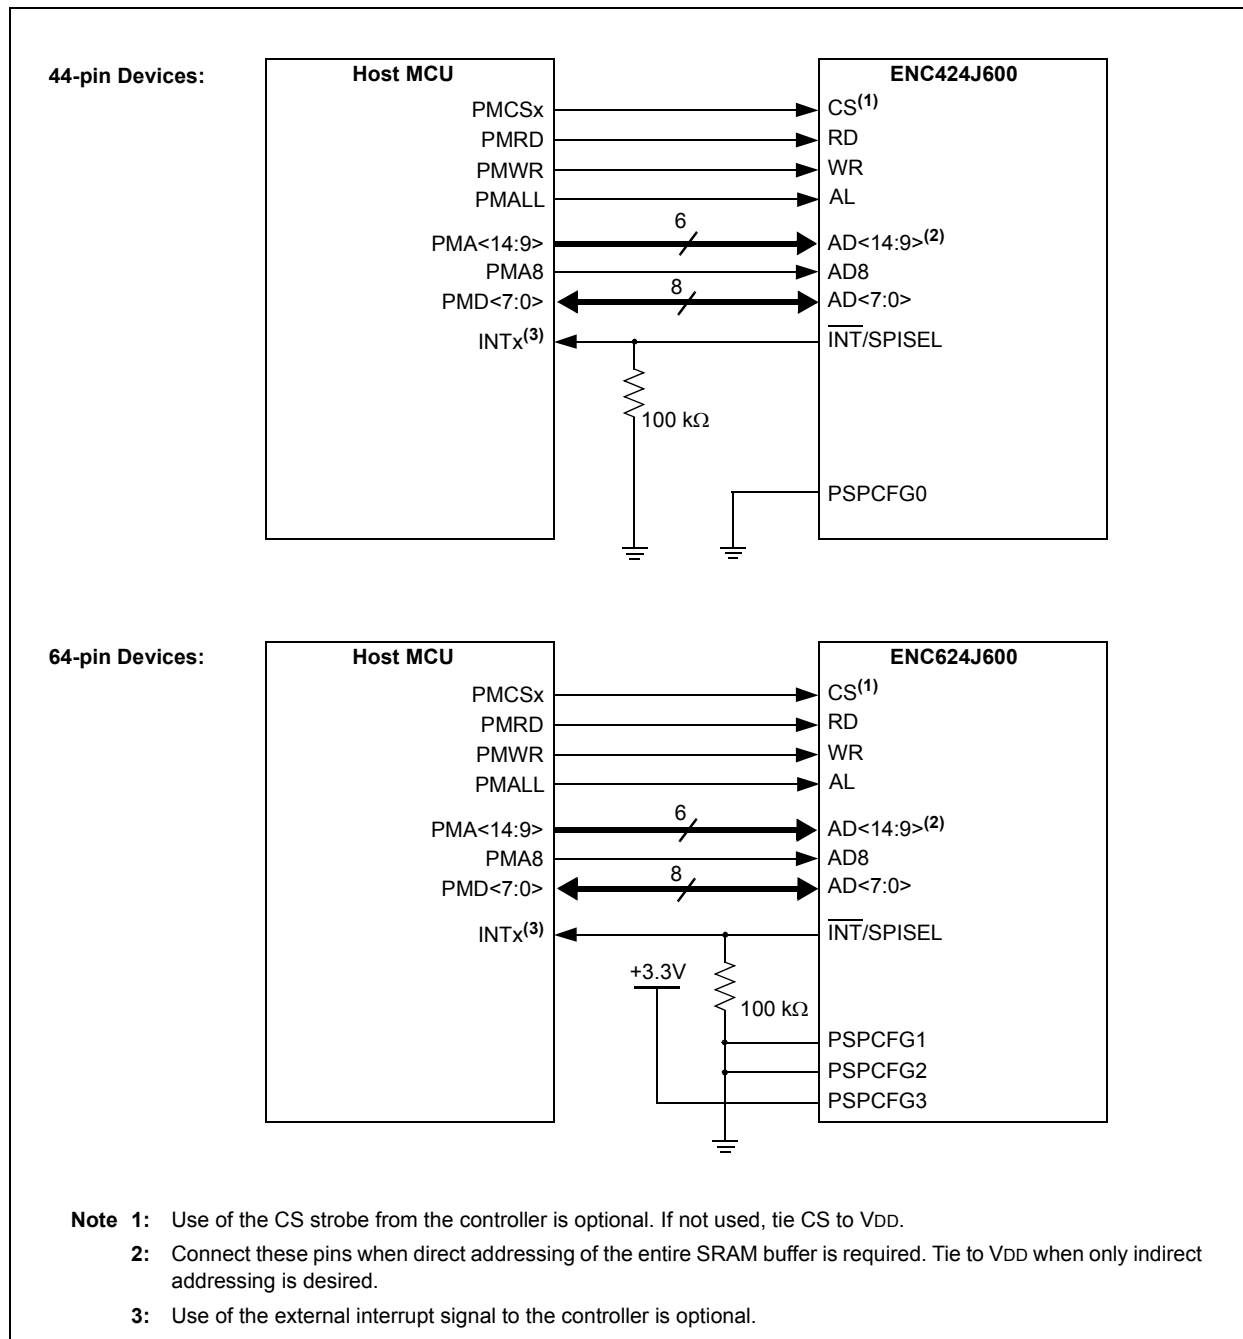 44-pin Devices:
Host MCU
ENC424J600
PMCSx
CS(1)
PMRD
RD
PMWR
WR
PMALL
AL
PMA<14:9>
6
AD<14:9>(2)
PMA8
AD8
PMD<7:0>
8
AD<7:0>
INTx(3)
INT/SPISEL
100 kΩ
PSPCFG0
64-pin Devices:
Host MCU
ENC624J600
PMCSx
CS(1)
PMRD
RD
PMWR
WR
PMALL
AL
PMA<14:9>
6
AD<14:9>(2)
PMA8
AD8
PMD<7:0>
8
AD<7:0>
INTx(3)
INT/SPISEL
+3.3V
100 kΩ
PSPCFG1
PSPCFG2
PSPCFG3
Note 1: Use of the CS strobe from the controller is optional. If not used, tie CS to VDD.
2: Connect these pins when direct addressing of the entire SRAM buffer is required. Tie to VDD when only indirect
addressing is desired.
3: Use of the external interrupt signal to the controller is optional.